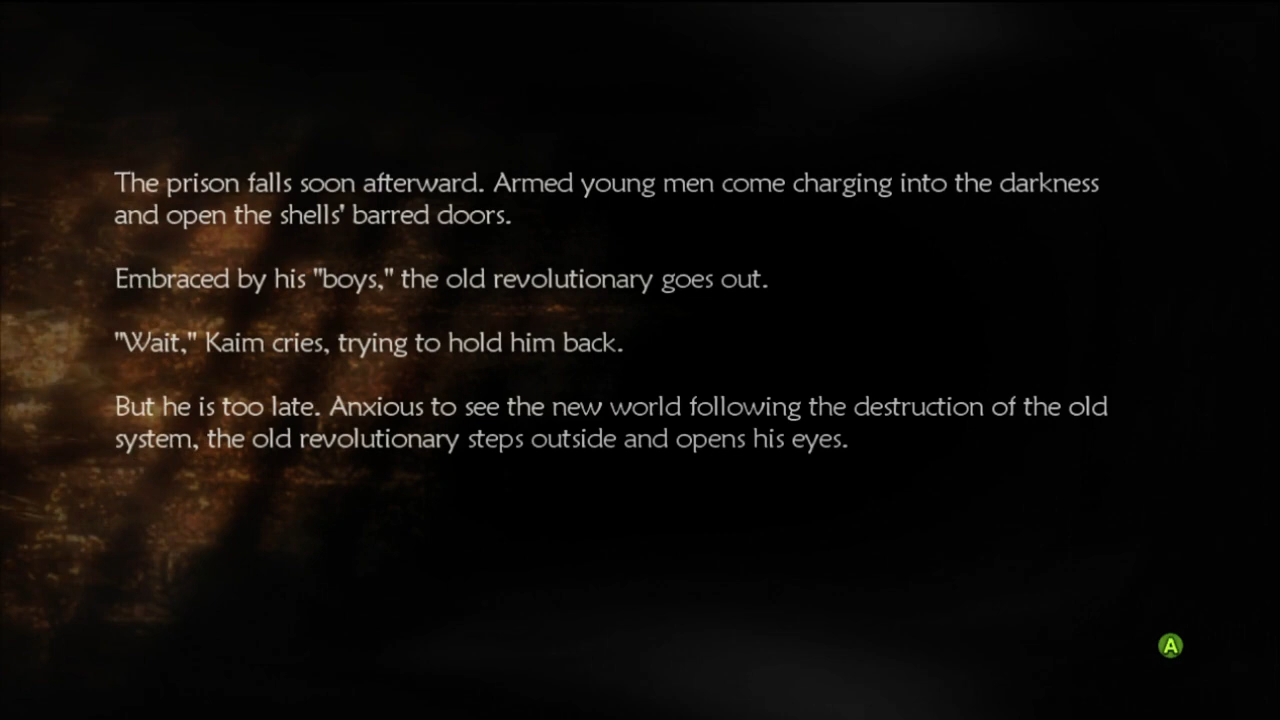 The prison falls soon afterward. Armed young men come charging into the darkness
and open the shells' barred doors.
Embraced by his "boys," the old revolutionary goes out.
"Wait," Kaim cries, trying to hold him back.
But he is too late. Anxious to see the new world following the destruction of the old
system, the old revolutionary steps outside and opens his eyes.
A